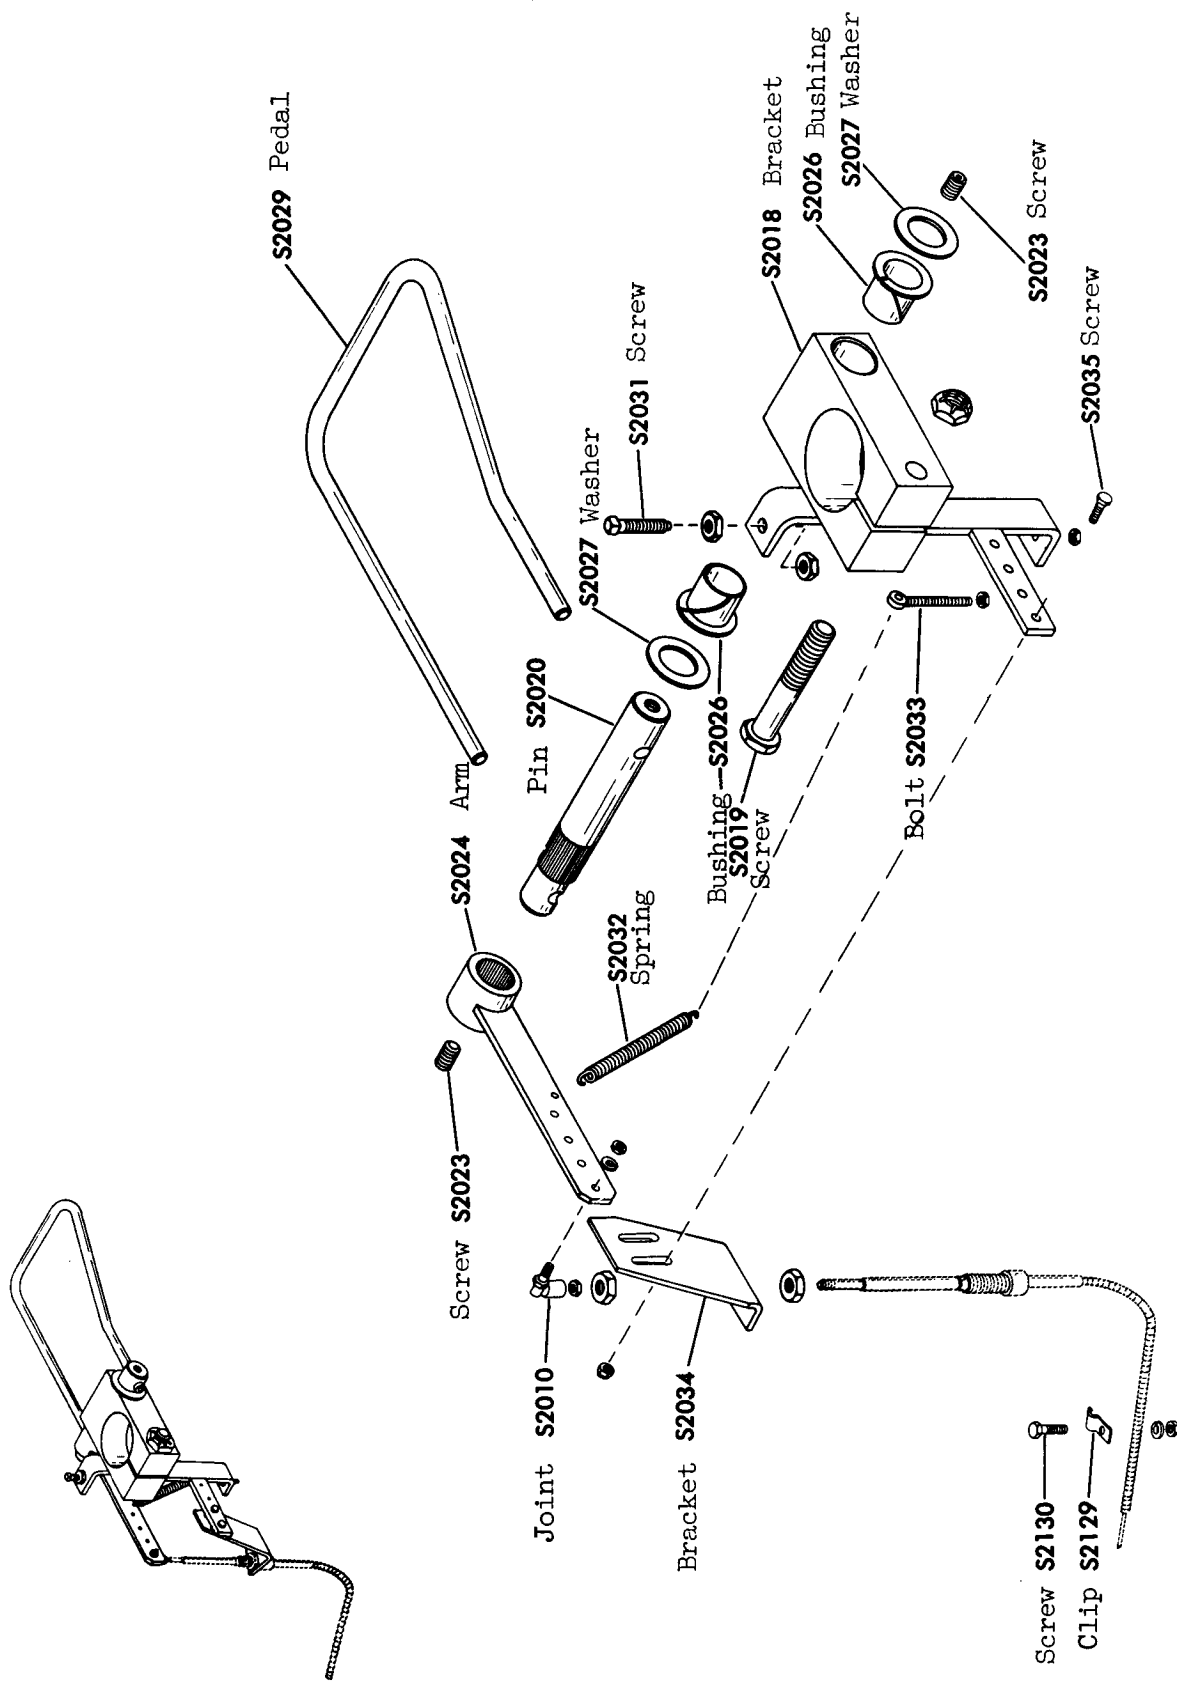 S2029 Pedal
S2018 Bracket
S2026 Bushing
S2027 Washer
S2023 Screw
S2035 Screw
S2031 Screw
S2027 Washer
Pin S2020
S2024 Arm
Bushing S2026
S2019
Screw
Bolt S2033
S2032
Spring
Screw S2023
Joint S2010
Bracket S2034
Screw S2130
Clip S2129